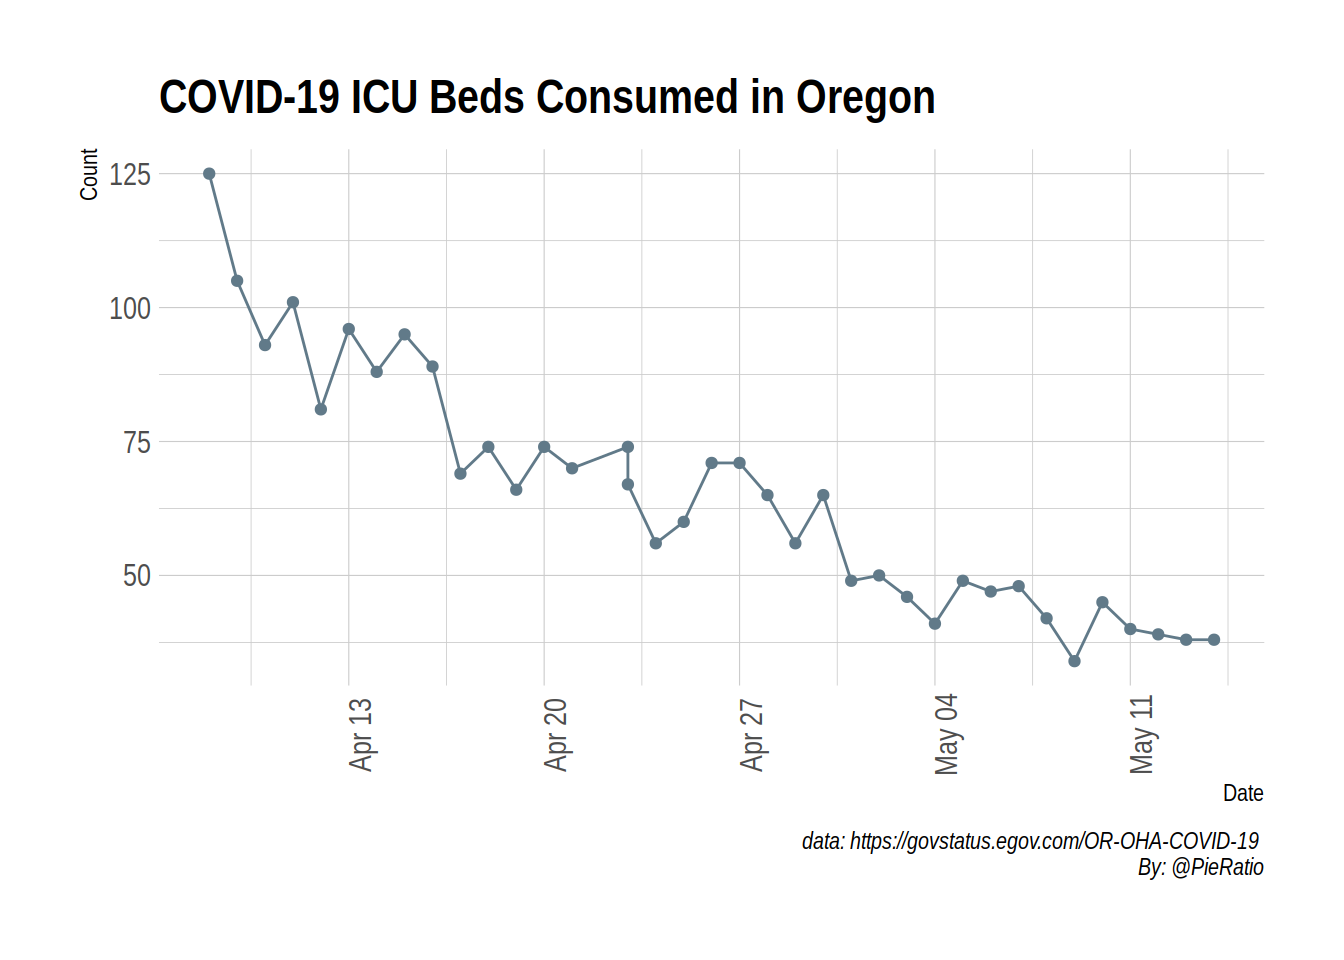 COVID-19 ICU Beds Consumed in Oregon
Count
125
100
75
50
Apr 13
Apr 20
Apr 27
May 04
May 11
Date
data: https://govstatus.egov.com/OR-OHA-COVID-19
By: @PieRatio